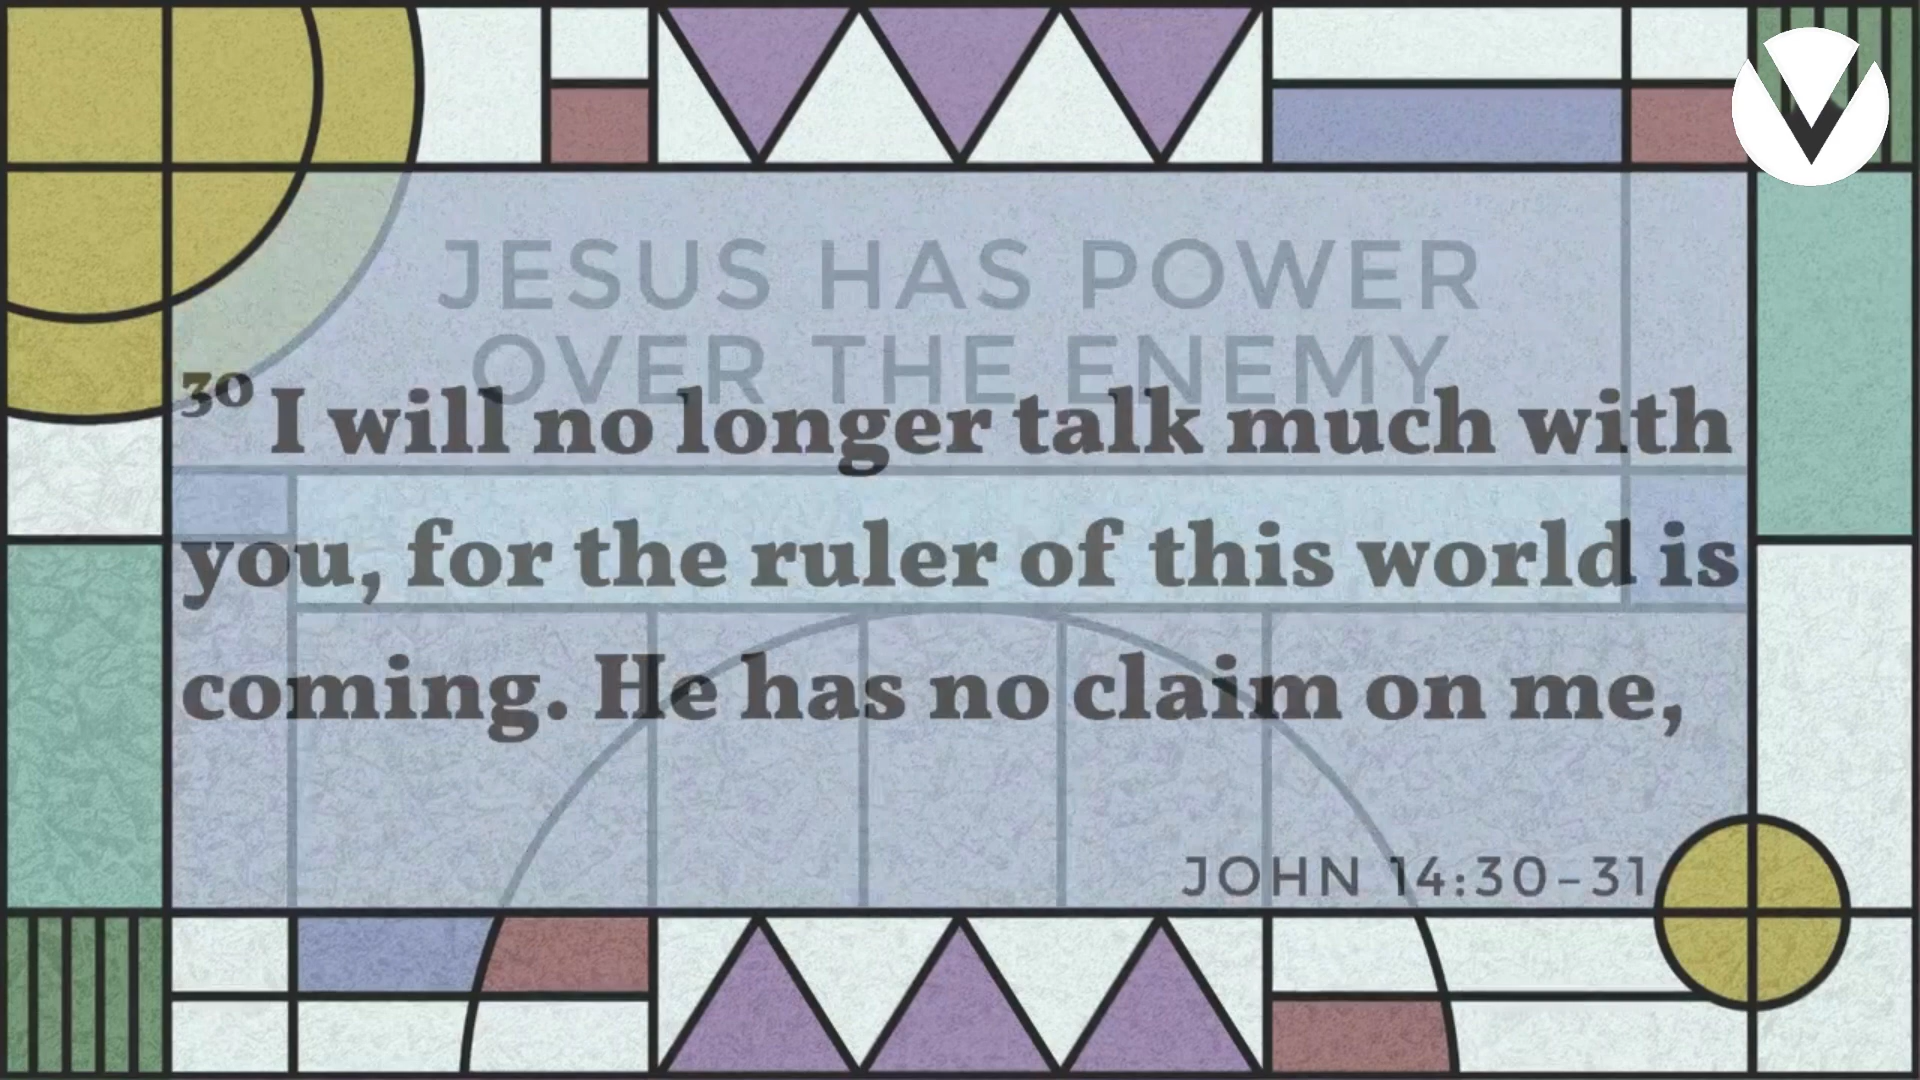 JESUS HAS POWER
OVER THE ENEMY
30 I will no longer talk much with
you, for the ruler of this world is
coming. He has no claim on me,
JOHN 14:30-31